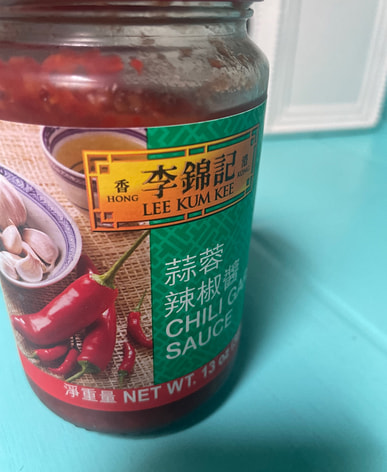 香 李錦記 港
HONG LEE KUM KEE KONG
蒜蓉
辣椒醬
CHILI GA
SAUCE
淨重量 NET WT. 13 O